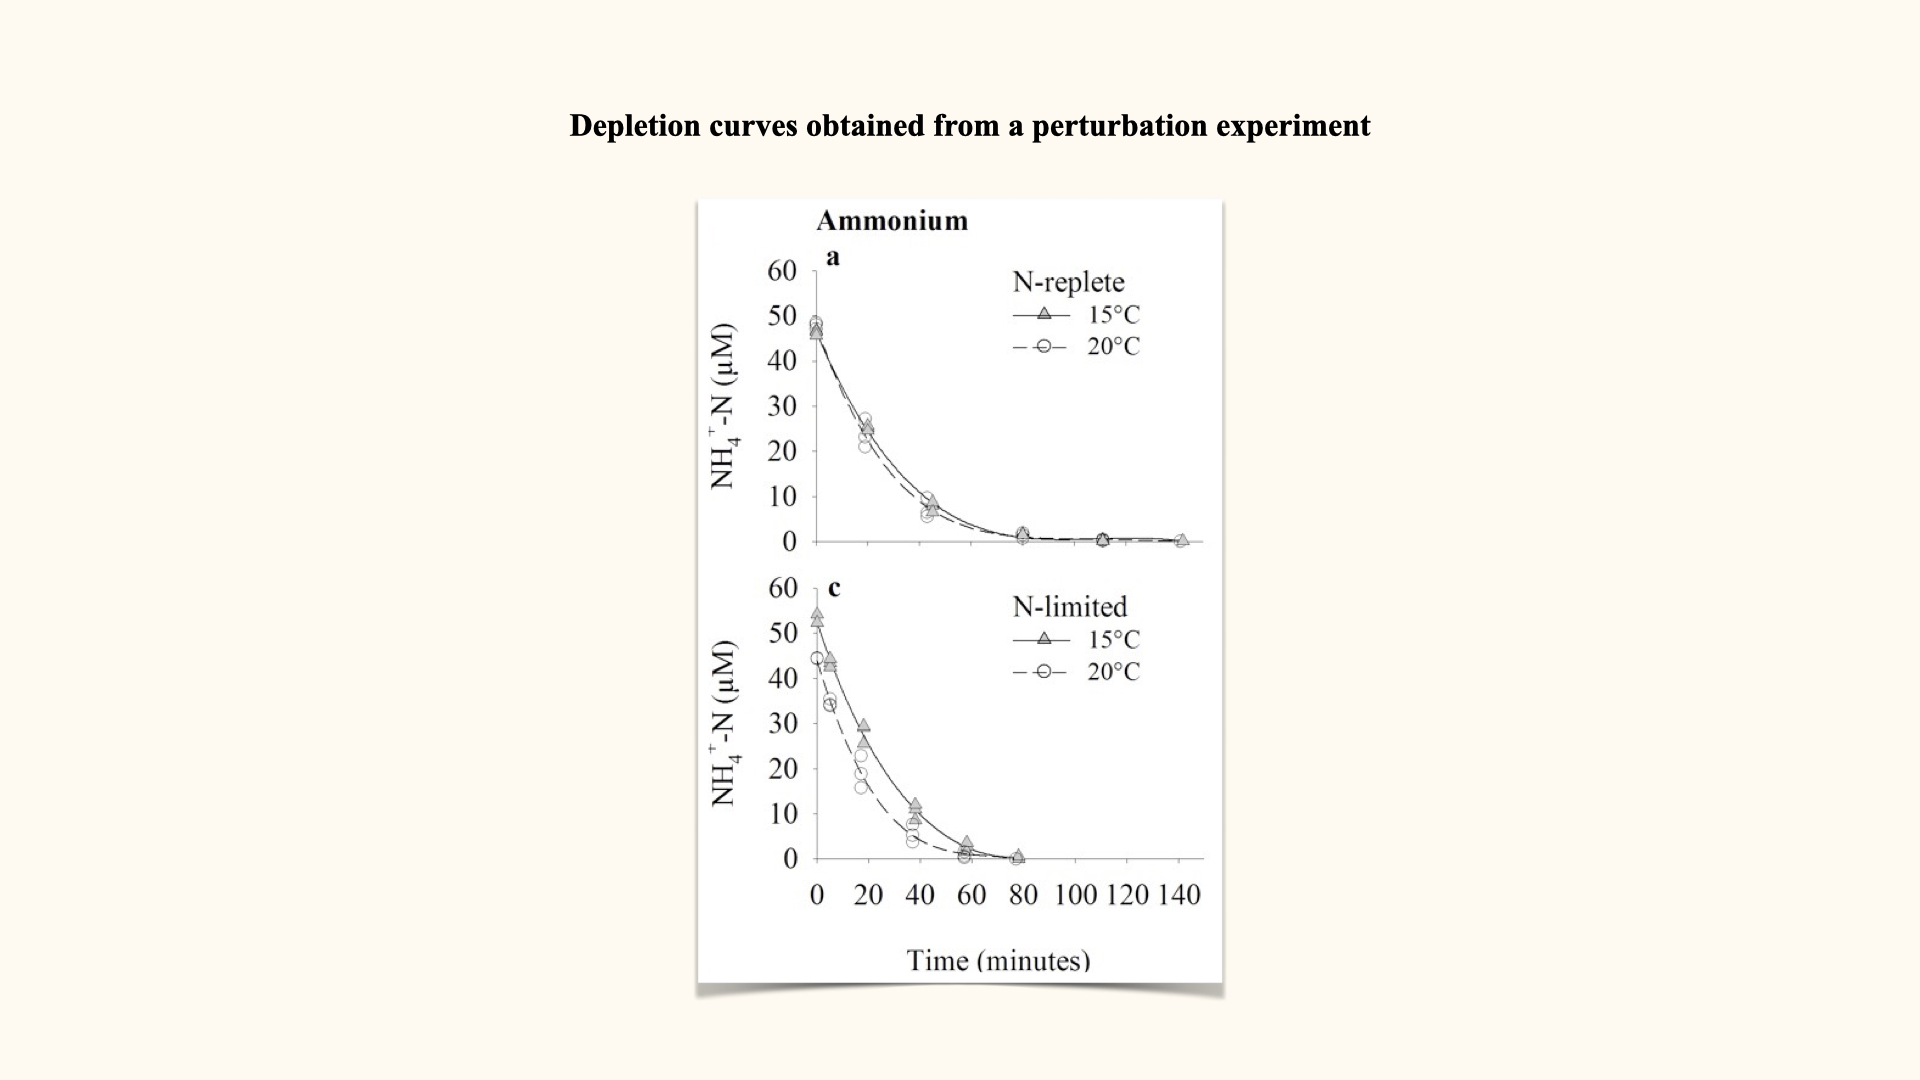 Depletion curves obtained from a perturbation experiment
Ammonium
a
60
50
40
30
20
10
0
NH₄⁺-N (µM)
N-replete
15°C
20°C
c
60
50
40
30
20
10
0
NH₄⁺-N (µM)
N-limited
15°C
20°C
0 20 40 60 80 100 120 140
Time (minutes)